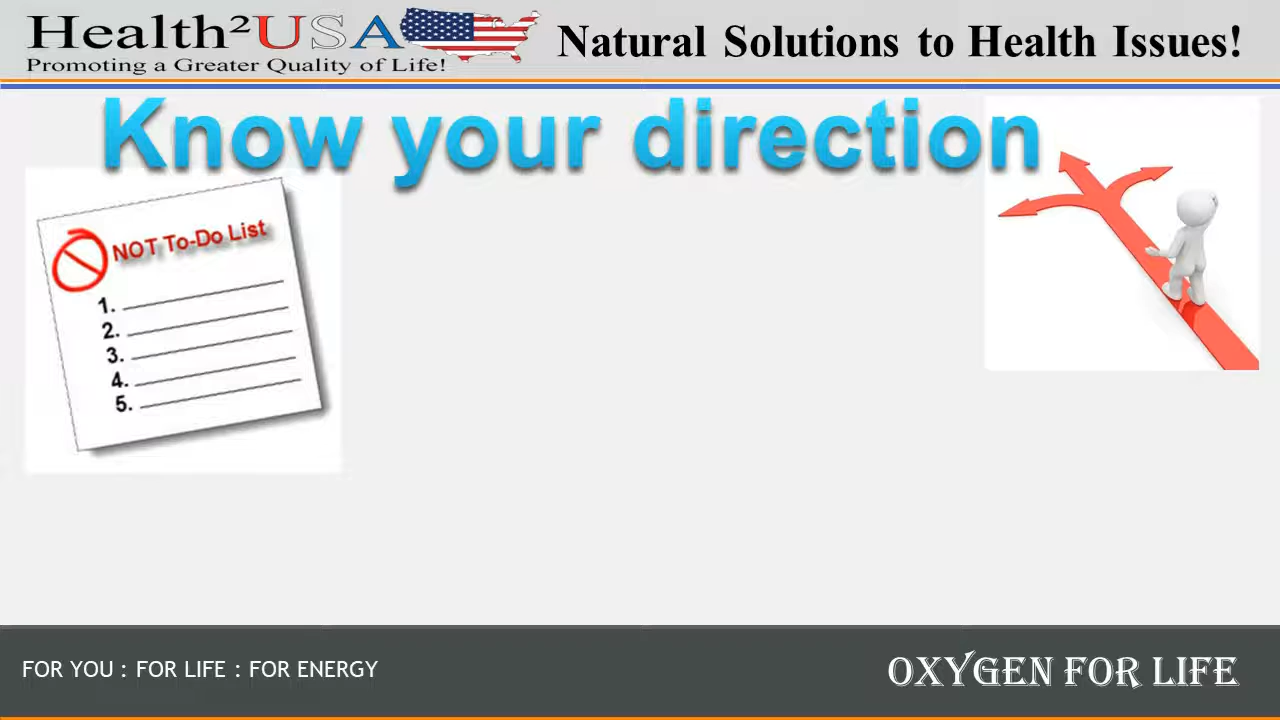 Health²USA
Promoting a Greater Quality of Life!
Natural Solutions to Health Issues!
Know your direction
NOT To-Do List
1.
2.
3.
4.
5.
FOR YOU : FOR LIFE : FOR ENERGY
OXYGEN FOR LIFE